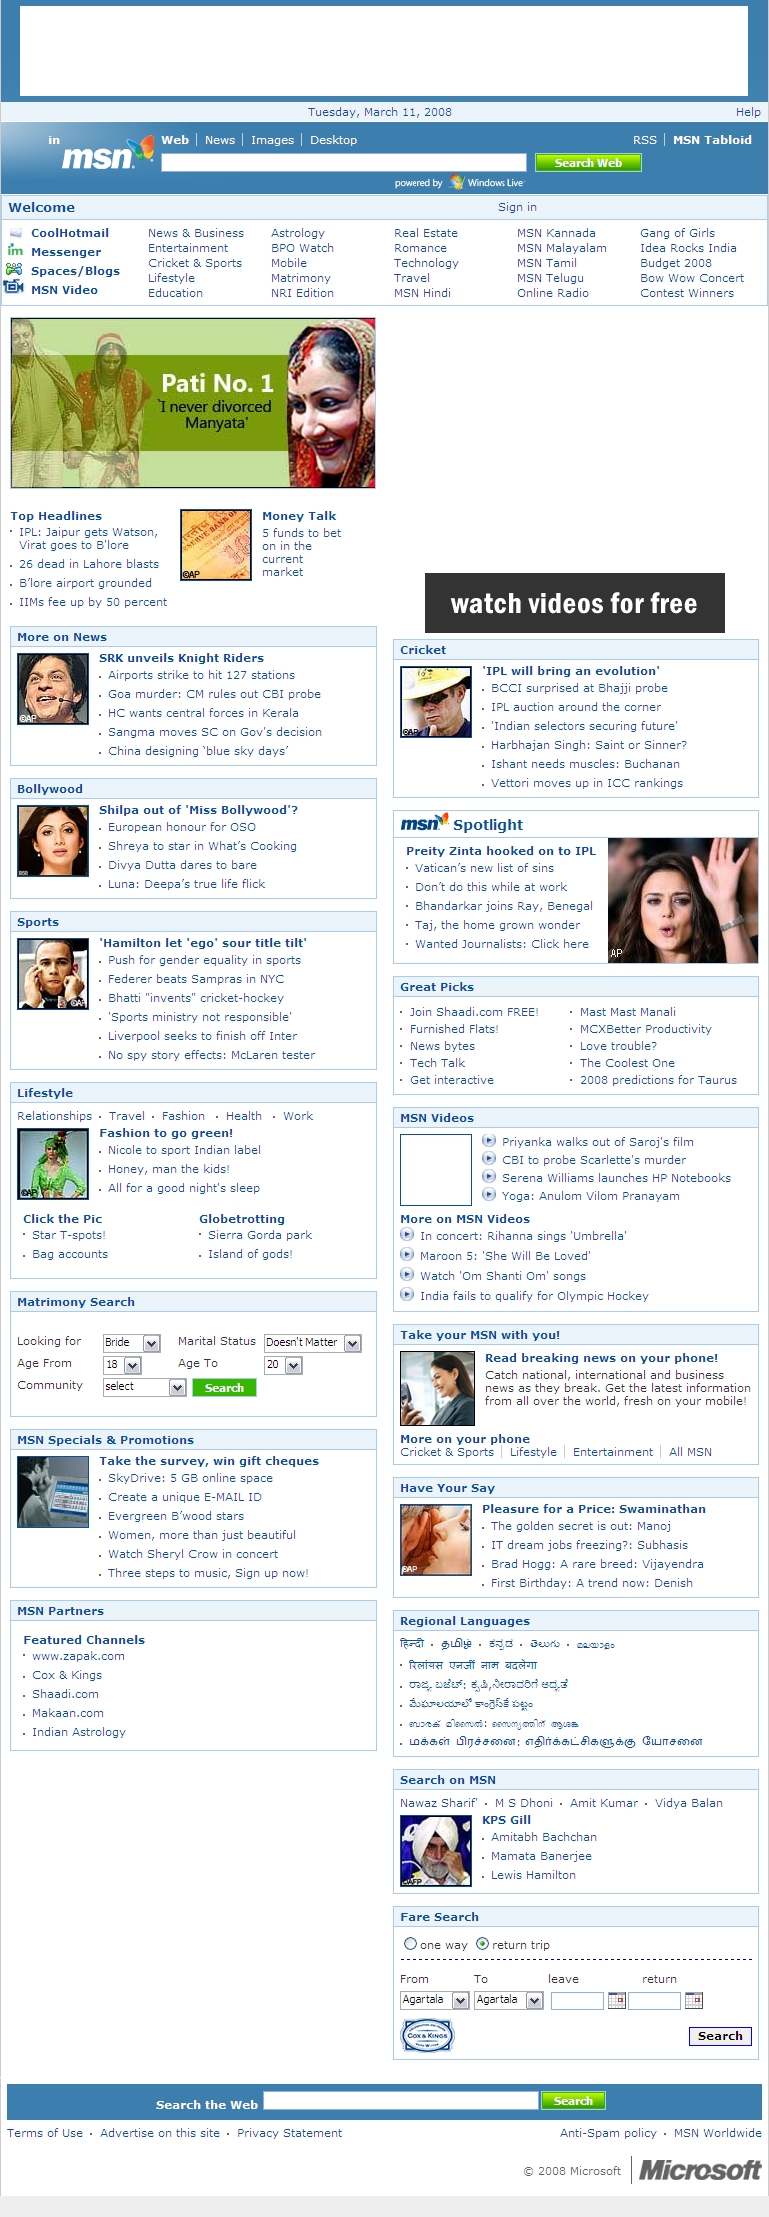 Tuesday, March 11, 2008
Help
in
msn
Web
News
Images
Desktop
RSS
MSN Tabloid
Search Web
powered by Windows Live
Welcome
Sign in
CoolHotmail
Messenger
Spaces/Blogs
MSN Video
News & Business
Entertainment
Cricket & Sports
Lifestyle
Education
Astrology
BPO Watch
Mobile
Matrimony
NRI Edition
Real Estate
Romance
Technology
Travel
MSN Hindi
MSN Kannada
MSN Malayalam
MSN Tamil
MSN Telugu
Online Radio
Gang of Girls
Idea Rocks India
Budget 2008
Bow Wow Concert
Contest Winners
Pati No. 1
'I never divorced
Manyata'
Top Headlines
IPL: Jaipur gets Watson,
Virat goes to B'lore
26 dead in Lahore blasts
B'lore airport grounded
IIMs fee up by 50 percent
©AP
Money Talk
5 funds to bet
on in the
current
market
watch videos for free
More on News
©AP
SRK unveils Knight Riders
Airports strike to hit 127 stations
Goa murder: CM rules out CBI probe
HC wants central forces in Kerala
Sangma moves SC on Gov's decision
China designing ‘blue sky days’
Bollywood
Shilpa out of 'Miss Bollywood'?
European honour for OSO
Shreya to star in What’s Cooking
Divya Dutta dares to bare
Luna: Deepa’s true life flick
Sports
©AP
'Hamilton let 'ego' sour title tilt'
Push for gender equality in sports
Federer beats Sampras in NYC
Bhatti "invents" cricket-hockey
'Sports ministry not responsible'
Liverpool seeks to finish off Inter
No spy story effects: McLaren tester
Lifestyle
Relationships · Travel · Fashion · Health · Work
©AP
Fashion to go green!
Nicole to sport Indian label
Honey, man the kids!
All for a good night's sleep
Click the Pic
Star T-spots!
Bag accounts
Globetrotting
Sierra Gorda park
Island of gods!
Matrimony Search
Looking for Bride Marital Status Doesn't Matter
Age From 18 Age To 20
Community select Search
MSN Specials & Promotions
Take the survey, win gift cheques
SkyDrive: 5 GB online space
Create a unique E-MAIL ID
Evergreen B’wood stars
Women, more than just beautiful
Watch Sheryl Crow in concert
Three steps to music, Sign up now!
MSN Partners
Featured Channels
www.zapak.com
Cox & Kings
Shaadi.com
Makaan.com
Indian Astrology
Cricket
©AP
'IPL will bring an evolution'
BCCI surprised at Bhajji probe
IPL auction around the corner
'Indian selectors securing future'
Harbhajan Singh: Saint or Sinner?
Ishant needs muscles: Buchanan
Vettori moves up in ICC rankings
msn Spotlight
Preity Zinta hooked on to IPL
Vatican’s new list of sins
Don’t do this while at work
Bhandarkar joins Ray, Benegal
Taj, the home grown wonder
Wanted Journalists: Click here
AP
Great Picks
Join Shaadi.com FREE!
Furnished Flats!
News bytes
Tech Talk
Get interactive
Mast Mast Manali
MCXBetter Productivity
Love trouble?
The Coolest One
2008 predictions for Taurus
MSN Videos
Priyanka walks out of Saroj's film
CBI to probe Scarlette's murder
Serena Williams launches HP Notebooks
Yoga: Anulom Vilom Pranayam
More on MSN Videos
In concert: Rihanna sings 'Umbrella'
Maroon 5: 'She Will Be Loved'
Watch 'Om Shanti Om' songs
India fails to qualify for Olympic Hockey
Take your MSN with you!
Read breaking news on your phone!
Catch national, international and business
news as they break. Get the latest information
from all over the world, fresh on your mobile!
More on your phone
Cricket & Sports
Lifestyle
Entertainment
All MSN
Have Your Say
©AP
Pleasure for a Price: Swaminathan
The golden secret is out: Manoj
IT dream jobs freezing?: Subhasis
Brad Hogg: A rare breed: Vijayendra
First Birthday: A trend now: Denish
Regional Languages
हिन्दी · தமிழ் · ಕನ್ನಡ · తెలుగు · മലയാളം
रिलांयस एनर्जी नाम बदलेगा
ರಾಜ್ಯ ಬಜೆಟ್: ಕೃಷಿ,ನೀರಾವರಿಗೆ ಆದ್ಯತೆ
మేఘాలయాలో కాంగ్రెస్‌కే పట్టం
ബാരക് മിസൈൽ: സൈന്യത്തിന് ആശങ്ക
மக்கள் பிரச்சனை: எதிர்க்கட்சிகளுக்கு யோசனை
Search on MSN
Nawaz Sharif' · M S Dhoni · Amit Kumar · Vidya Balan
©AFP
KPS Gill
Amitabh Bachchan
Mamata Banerjee
Lewis Hamilton
Fare Search
one way return trip
From To leave return
Agartala Agartala
COX & KINGS
Search
Search the Web
Search
Terms of Use · Advertise on this site · Privacy Statement
Anti-Spam policy · MSN Worldwide
© 2008 Microsoft
Microsoft